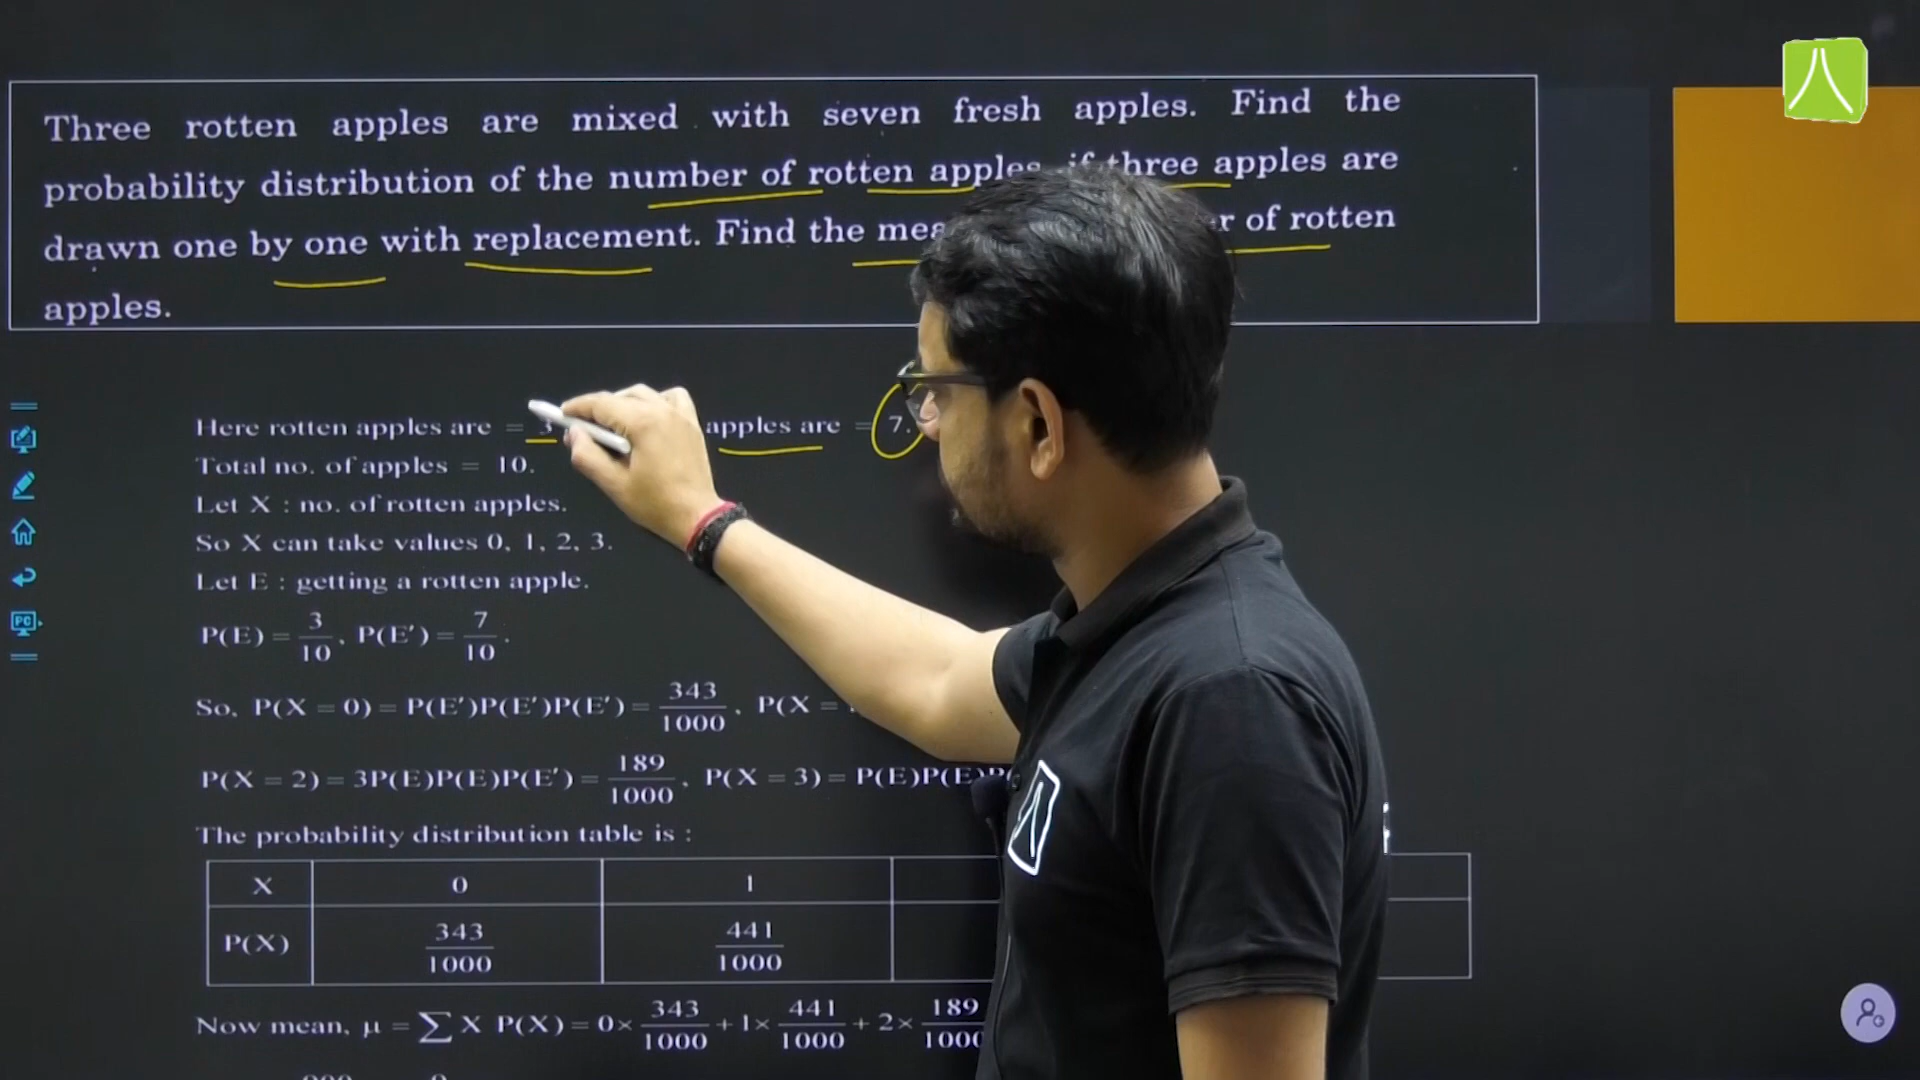 Three rotten apples are mixed with seven fresh apples. Find the
probability distribution of the number of rotten apples, if three apples are
drawn one by one with replacement. Find the mea r of rotten
apples.
Here rotten apples are = 3 apples are = 7.
Total no. of apples = 10.
Let X : no. of rotten apples.
So X can take values 0, 1, 2, 3.
Let E : getting a rotten apple.
P(E) = 3/10, P(E′) = 7/10.
So, P(X = 0) = P(E′)P(E′)P(E′) = 343/1000, P(X =
P(X = 2) = 3P(E)P(E)P(E′) = 189/1000, P(X = 3) = P(E)P(E)P(
The probability distribution table is :
X 0 1
P(X) 343/1000 441/1000
Now mean, μ = ∑ X P(X) = 0× 343/1000 + 1× 441/1000 + 2× 189/1000
PC